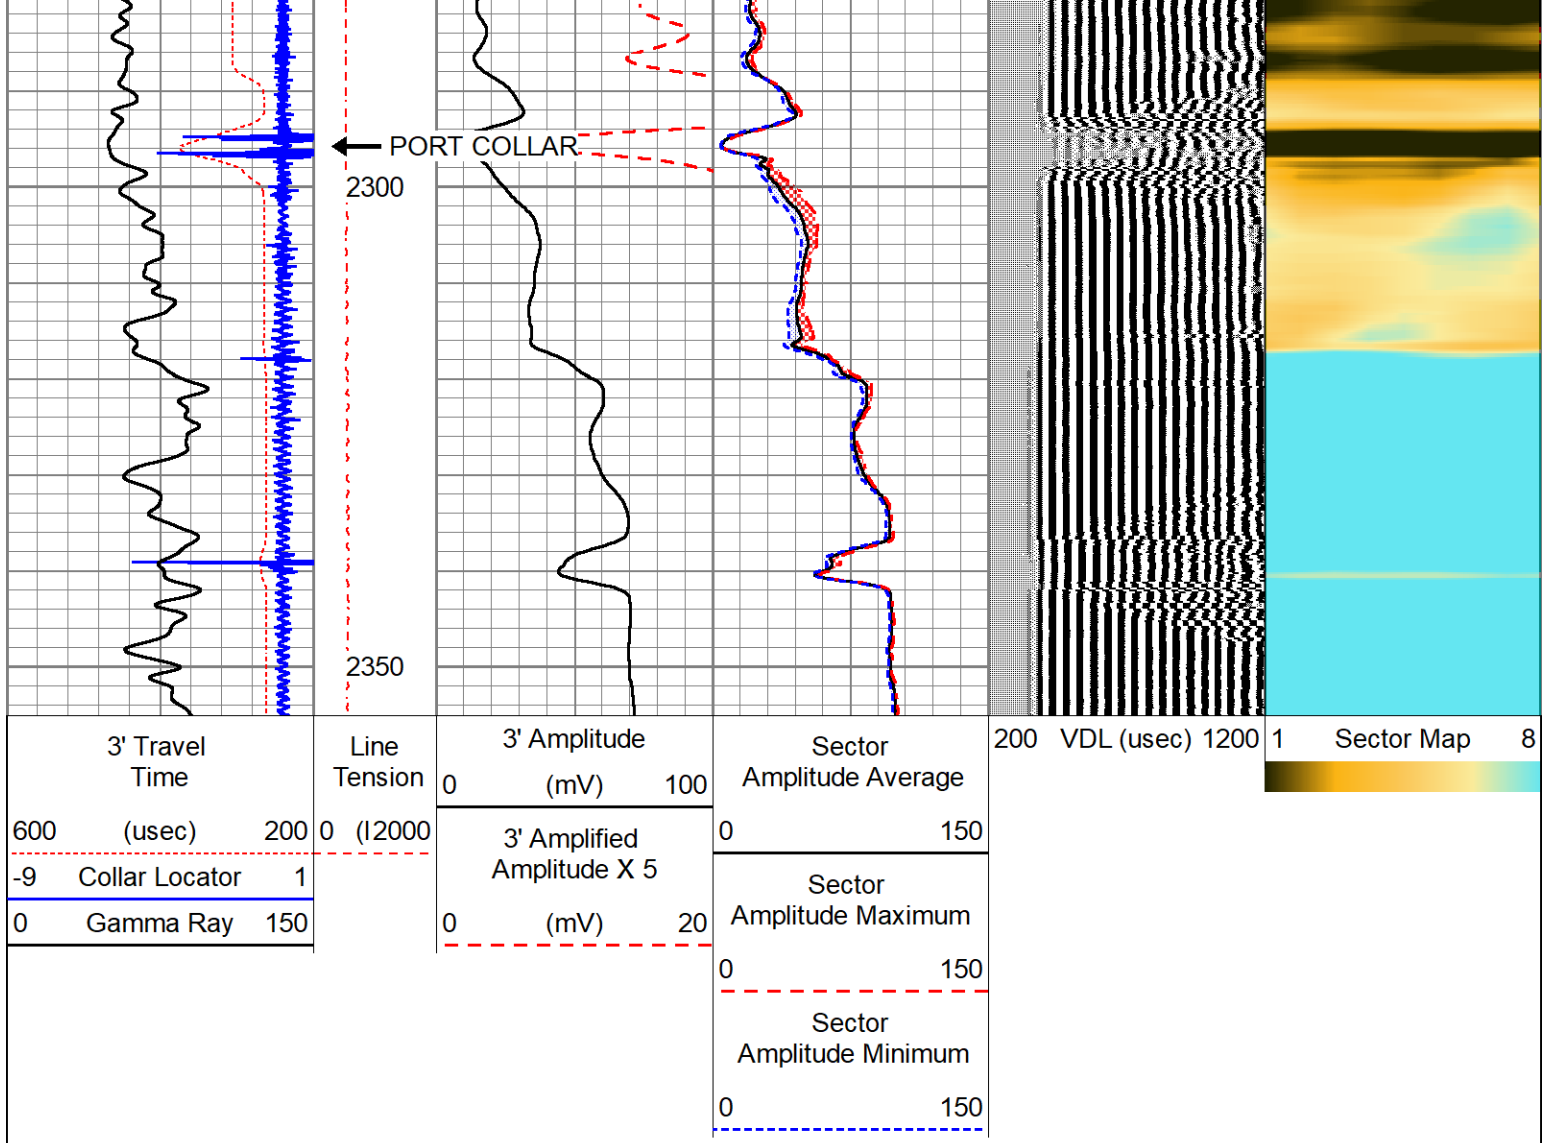 PORT COLLAR
2300
2350
3' Travel
Time
600 (usec) 200
-9 Collar Locator 1
0 Gamma Ray 150
Line
Tension
0 (l2000
3' Amplitude
0 (mV) 100
3' Amplified
Amplitude X 5
0 (mV) 20
Sector
Amplitude Average
0 150
Sector
Amplitude Maximum
0 150
Sector
Amplitude Minimum
0 150
200 VDL (usec) 1200
1 Sector Map 8